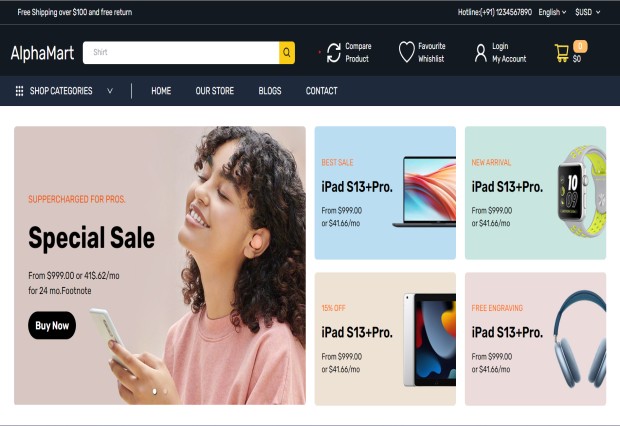 Free Shipping over $100 and free return
Hotline:(+91) 1234567890 English $USD
AlphaMart
Shirt
Compare
Product
Favourite
Whishlist
Login
My Account
0
$0
SHOP CATEGORIES
HOME
OUR STORE
BLOGS
CONTACT
SUPPERCHARGED FOR PROS.
Special Sale
From $999.00 or 41$.62/mo
for 24 mo.Footnote
Buy Now
BEST SALE
iPad S13+Pro.
From $999.00
or $41.66/mo
NEW ARRIVAL
iPad S13+Pro.
From $999.00
or $41.66/mo
10
09
15% OFF
iPad S13+Pro.
From $999.00
or $41.66/mo
FREE ENGRAVING
iPad S13+Pro.
From $999.00
or $41.66/mo